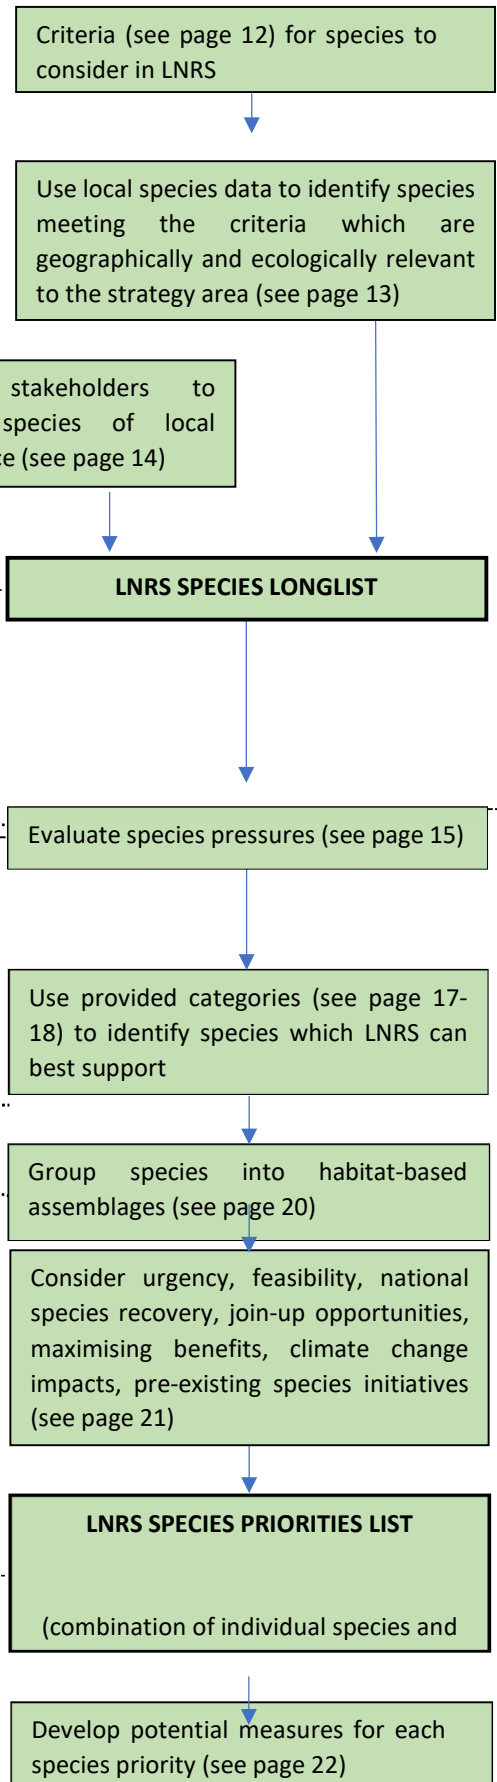 Criteria (see page 12) for species to
consider in LNRS
Use local species data to identify species
meeting the criteria which are
geographically and ecologically relevant
to the strategy area (see page 13)
stakeholders to
species of local
(see page 14)
LNRS SPECIES LONGLIST
Evaluate species pressures (see page 15)
Use provided categories (see page 17-
18) to identify species which LNRS can
best support
Group species into habitat-based
assemblages (see page 20)
Consider urgency, feasibility, national
species recovery, join-up opportunities,
maximising benefits, climate change
impacts, pre-existing species initiatives
(see page 21)
LNRS SPECIES PRIORITIES LIST
(combination of individual species and
Develop potential measures for each
species priority (see page 22)